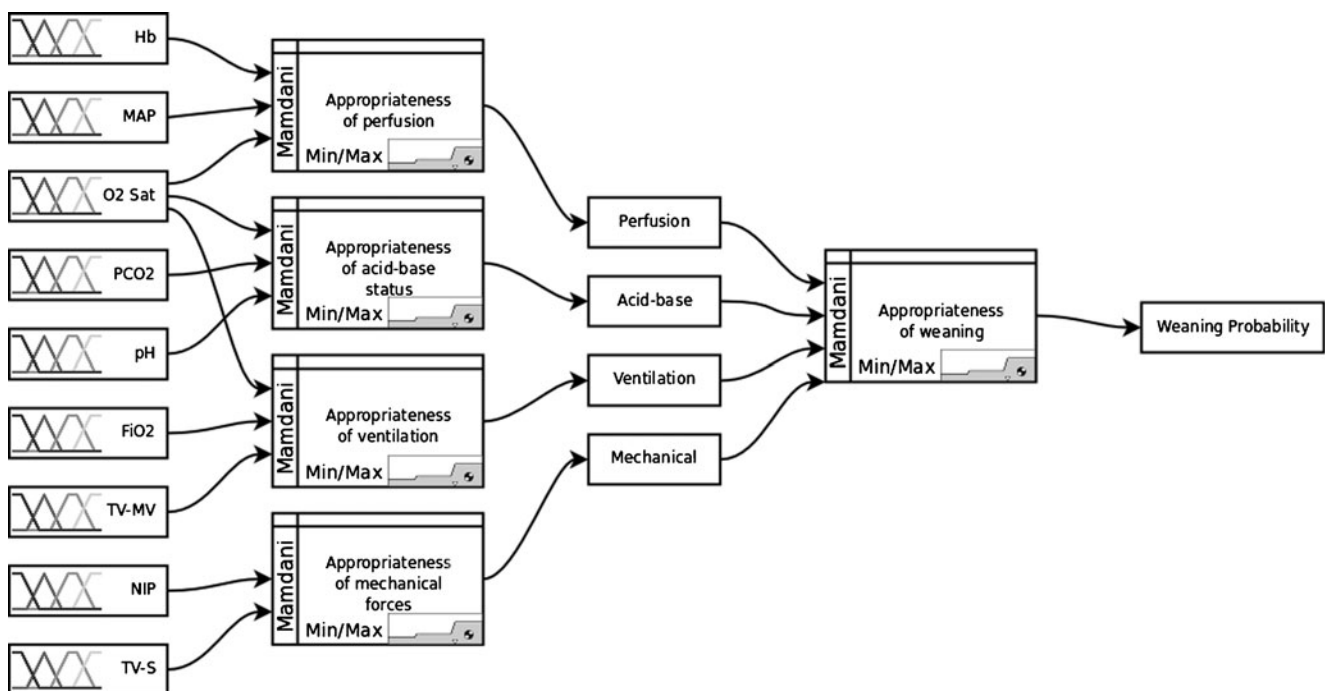 Hb
MAP
O2 Sat
PCO2
pH
FiO2
TV-MV
NIP
TV-S
Mamdani
Appropriateness
of perfusion
Min/Max
Mamdani
Appropriateness
of acid-base
status
Min/Max
Mamdani
Appropriateness
of ventilation
Min/Max
Mamdani
Appropriateness
of mechanical
forces
Min/Max
Perfusion
Acid-base
Ventilation
Mechanical
Mamdani
Appropriateness
of weaning
Min/Max
Weaning Probability